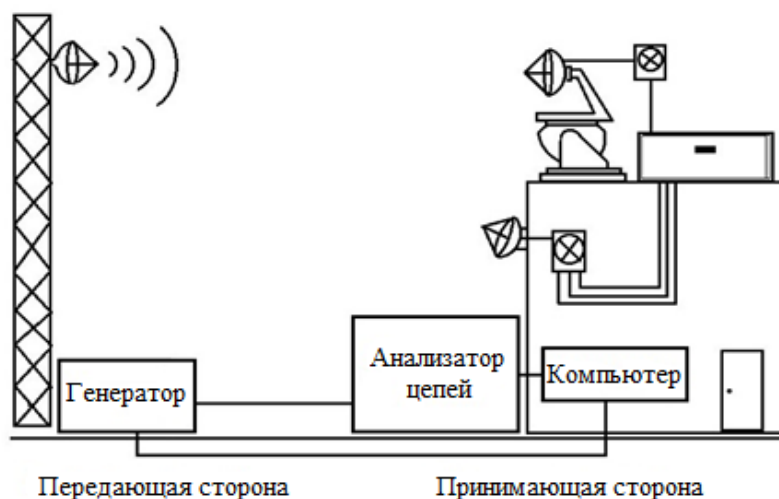 Генератор
Анализатор
цепей
Компьютер
Передающая сторона
Принимающая сторона